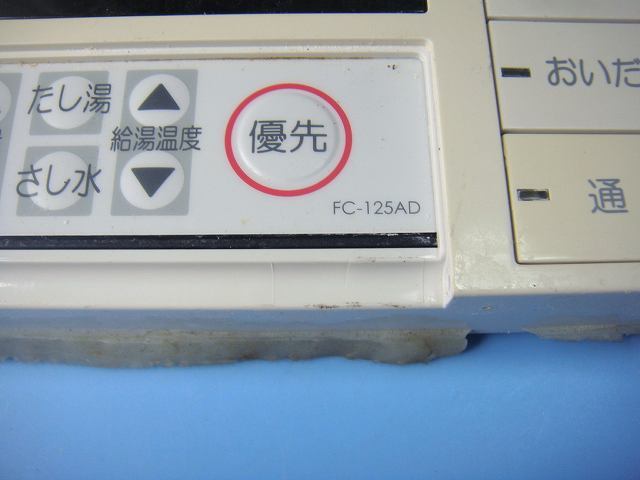 たし湯
給湯温度
さし水
優先
FC-125AD
おいだ
通